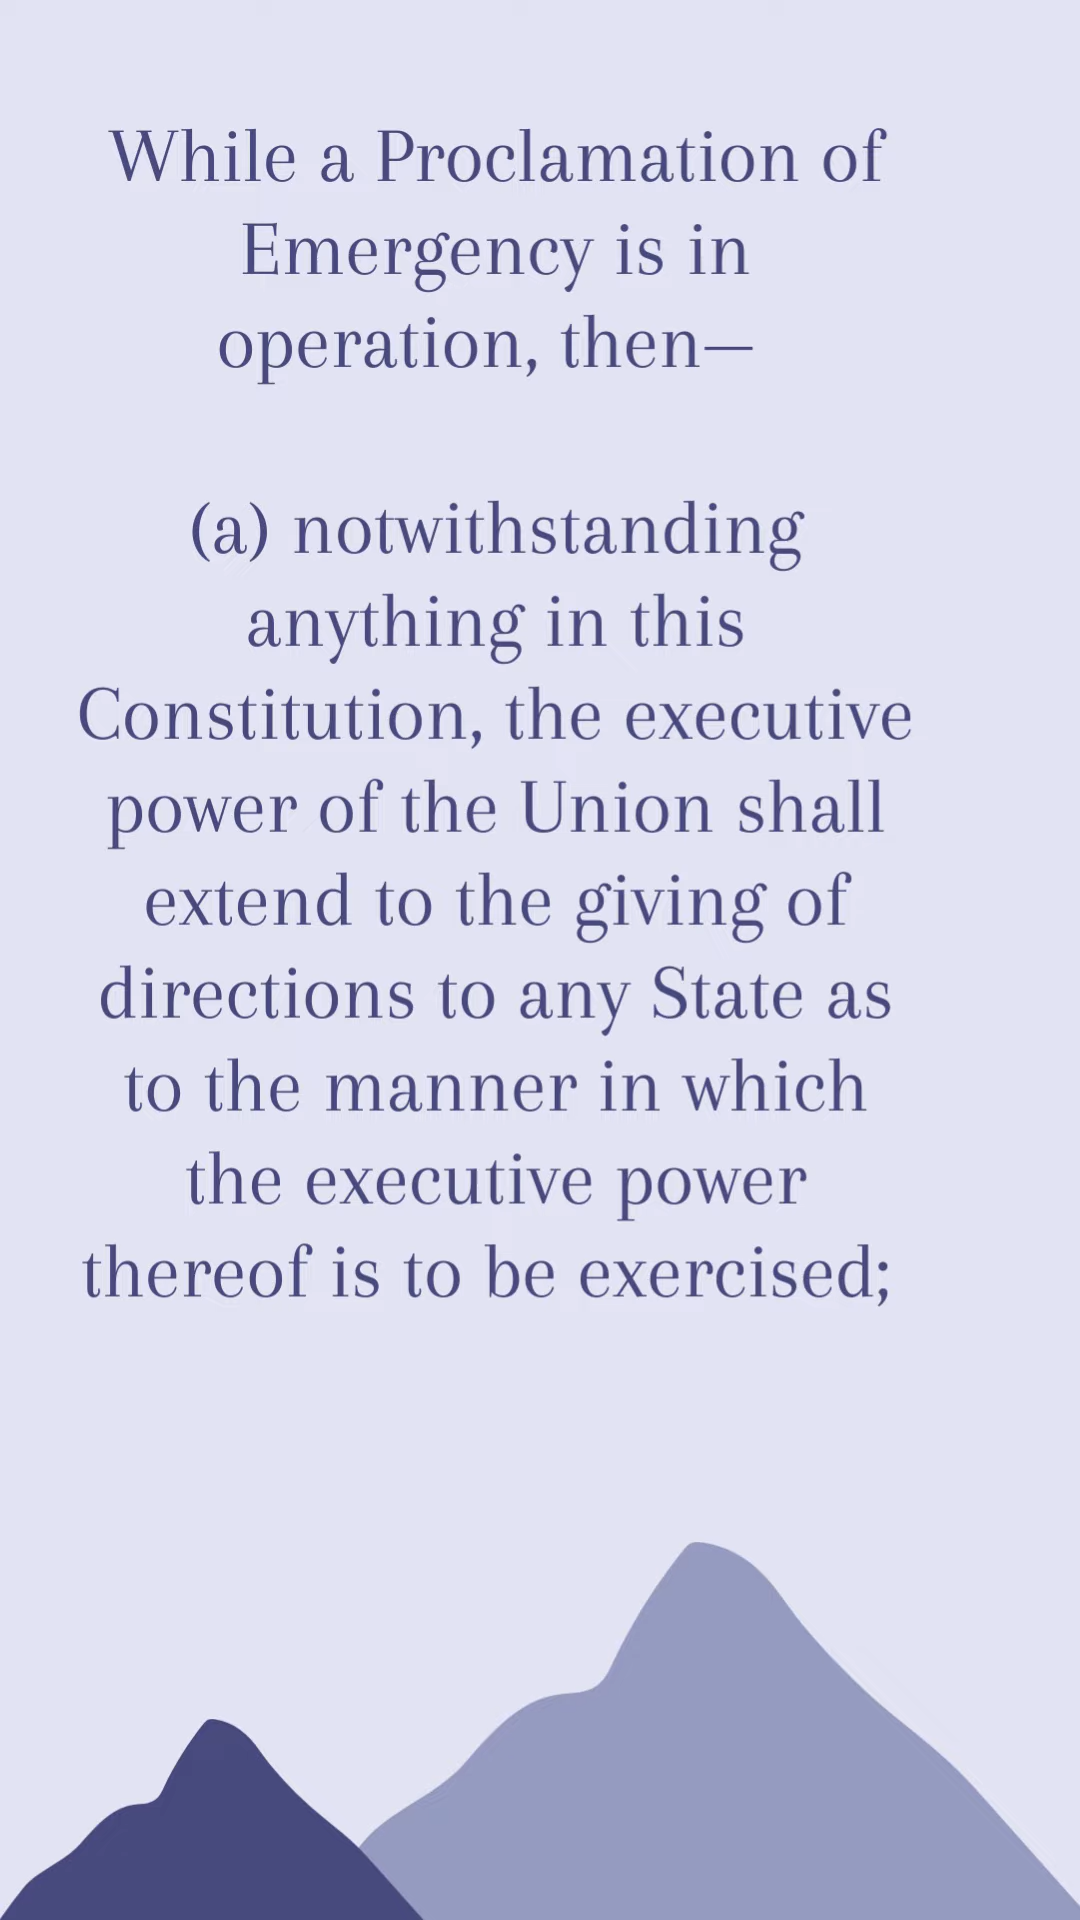 While a Proclamation of
Emergency is in
operation, then—
(a) notwithstanding
anything in this
Constitution, the executive
power of the Union shall
extend to the giving of
directions to any State as
to the manner in which
the executive power
thereof is to be exercised;